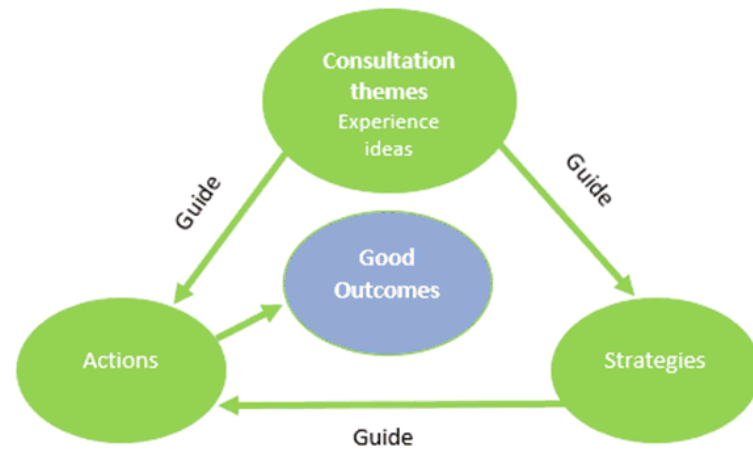 Consultation
themes
Experience
ideas
Guide
Guide
Good
Outcomes
Actions
Strategies
Guide